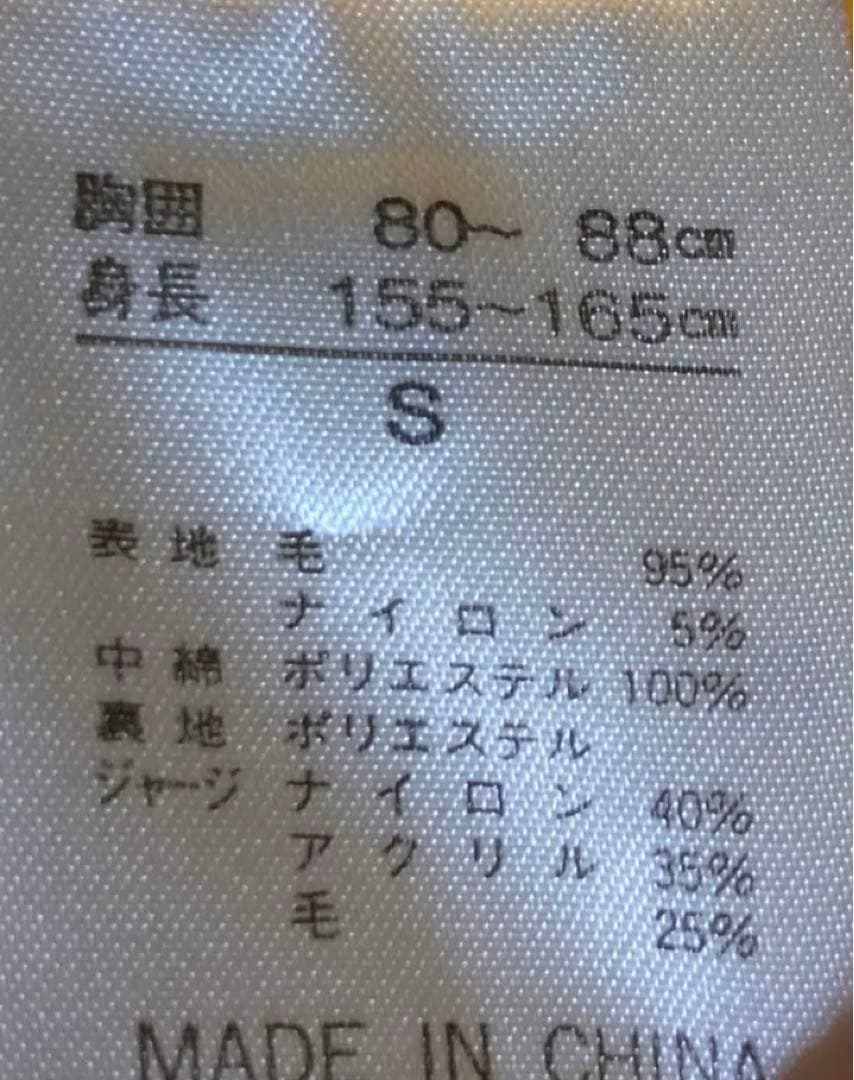 胸囲 80～ 88cm
身長 155～165cm
S
表地 毛 95%
ナイロン 5%
中綿 ポリエステル 100%
裏地 ポリエステル
ジャージ ナイロン 40%
アクリル 35%
毛 25%
MADE IN CHINA